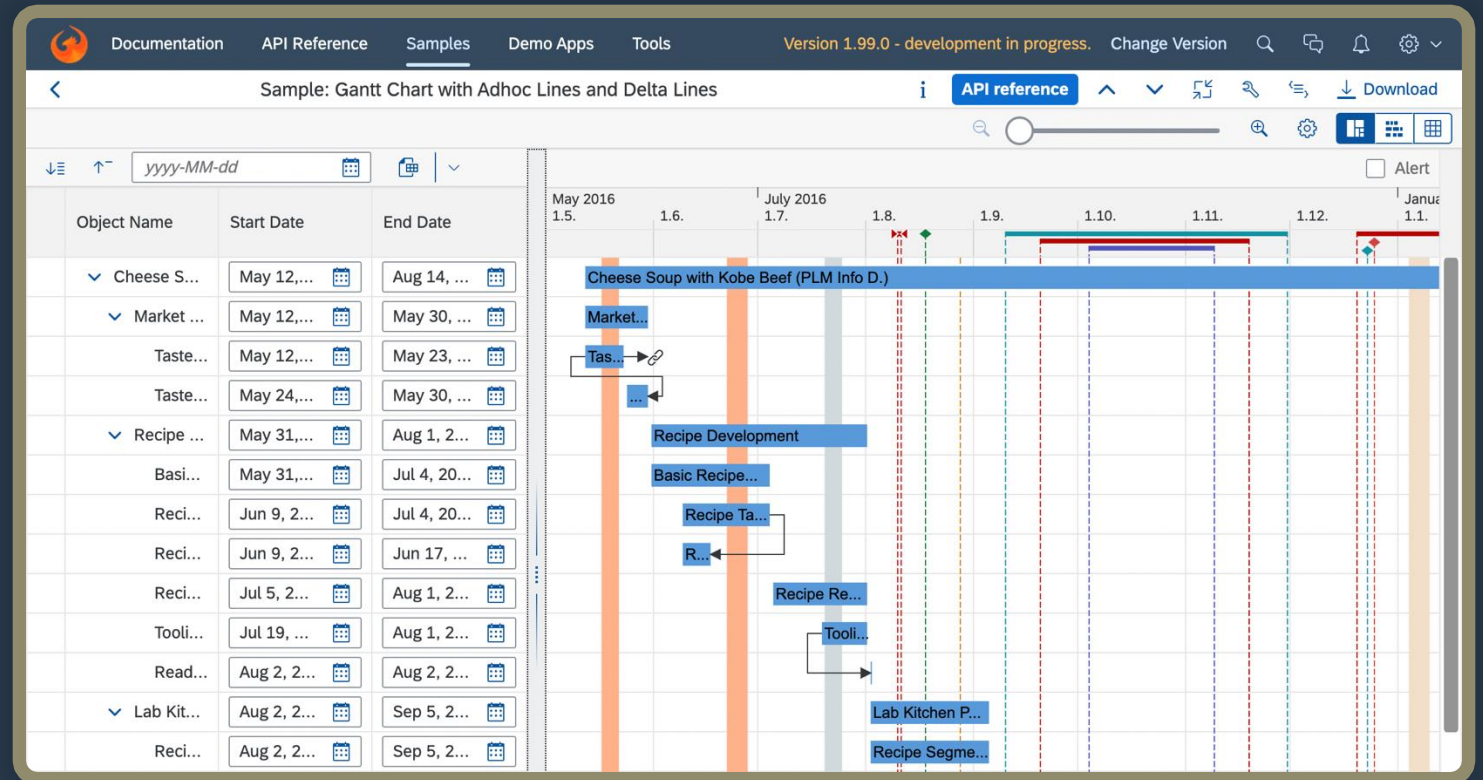 Documentation API Reference Samples Demo Apps Tools Version 1.99.0 - development in progress. Change Version
Sample: Gantt Chart with Adhoc Lines and Delta Lines i API reference Download
yyyy-MM-dd Alert
May 2016 July 2016 Janua
Object Name Start Date End Date 1.5. 1.6. 1.7. 1.8. 1.9. 1.10. 1.11. 1.12. 1.1.
Cheese S... May 12,... Aug 14, ... Cheese Soup with Kobe Beef (PLM Info D.)
Market ... May 12,... May 30, ... Market...
Taste... May 12,... May 23, ... Tas...
Taste... May 24,... May 30, ... ...
Recipe ... May 31,... Aug 1, 2... Recipe Development
Basi... May 31,... Jul 4, 20... Basic Recipe...
Reci... Jun 9, 2... Jul 4, 20... Recipe Ta...
Reci... Jun 9, 2... Jun 17, ... R...
Reci... Jul 5, 2... Aug 1, 2... Recipe Re...
Tooli... Jul 19, ... Aug 1, 2... Tooli...
Read... Aug 2, 2... Aug 2, 2...
Lab Kit... Aug 2, 2... Sep 5, 2... Lab Kitchen P...
Reci... Aug 2, 2... Sep 5, 2... Recipe Segme...